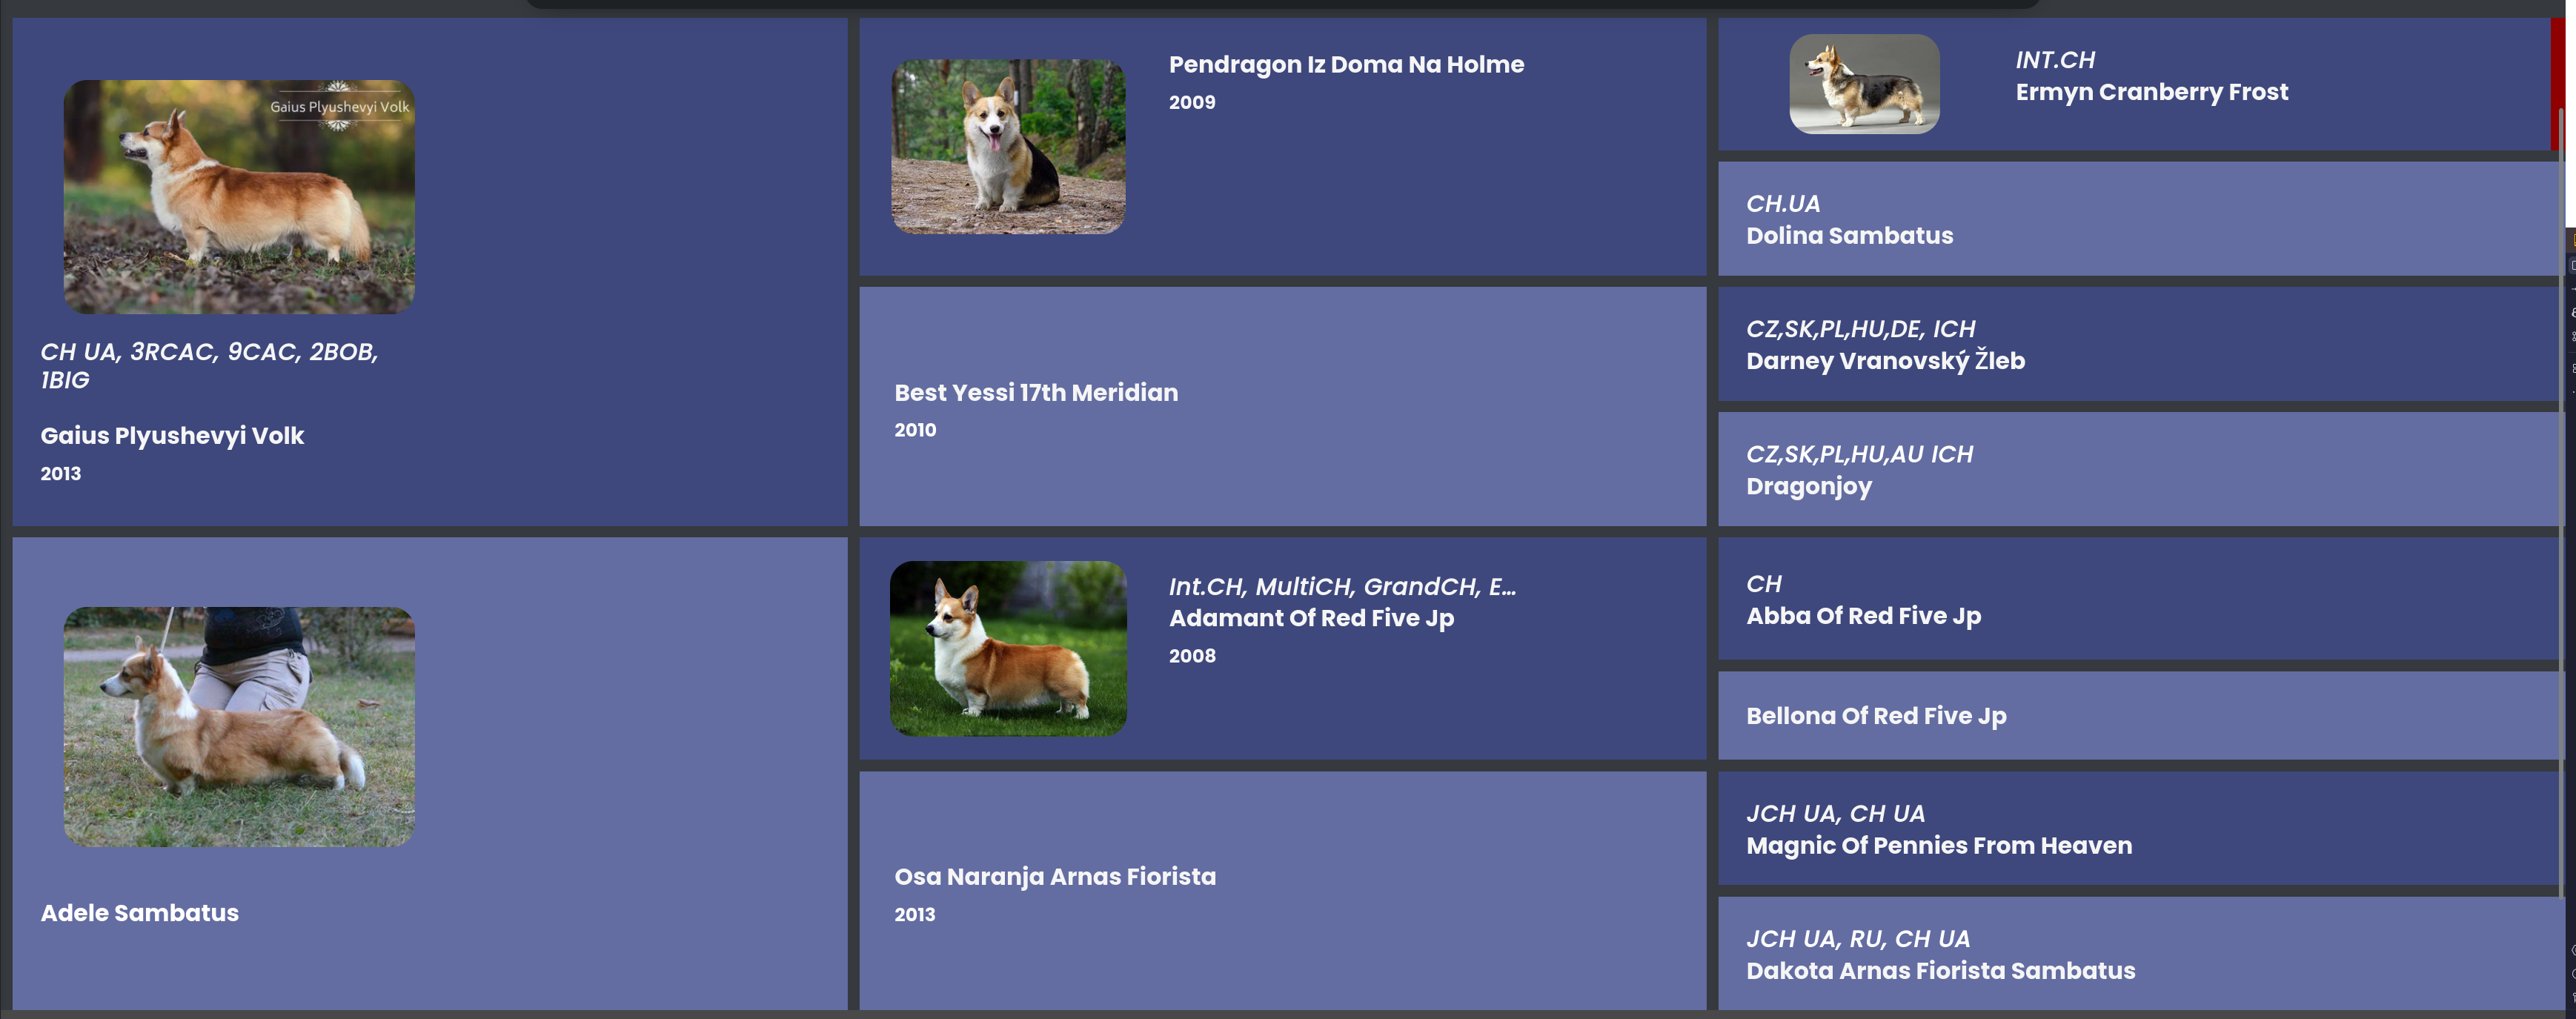 Gaius Plyushevyi Volk
CH UA, 3RCAC, 9CAC, 2BOB,
1BIG
Gaius Plyushevyi Volk
2013
Adele Sambatus
Pendragon Iz Doma Na Holme
2009
Best Yessi 17th Meridian
2010
Int.CH, MultiCH, GrandCH, E...
Adamant Of Red Five Jp
2008
Osa Naranja Arnas Fiorista
2013
INT.CH
Ermyn Cranberry Frost
CH.UA
Dolina Sambatus
CZ,SK,PL,HU,DE, ICH
Darney Vranovský Žleb
CZ,SK,PL,HU,AU ICH
Dragonjoy
CH
Abba Of Red Five Jp
Bellona Of Red Five Jp
JCH UA, CH UA
Magnic Of Pennies From Heaven
JCH UA, RU, CH UA
Dakota Arnas Fiorista Sambatus